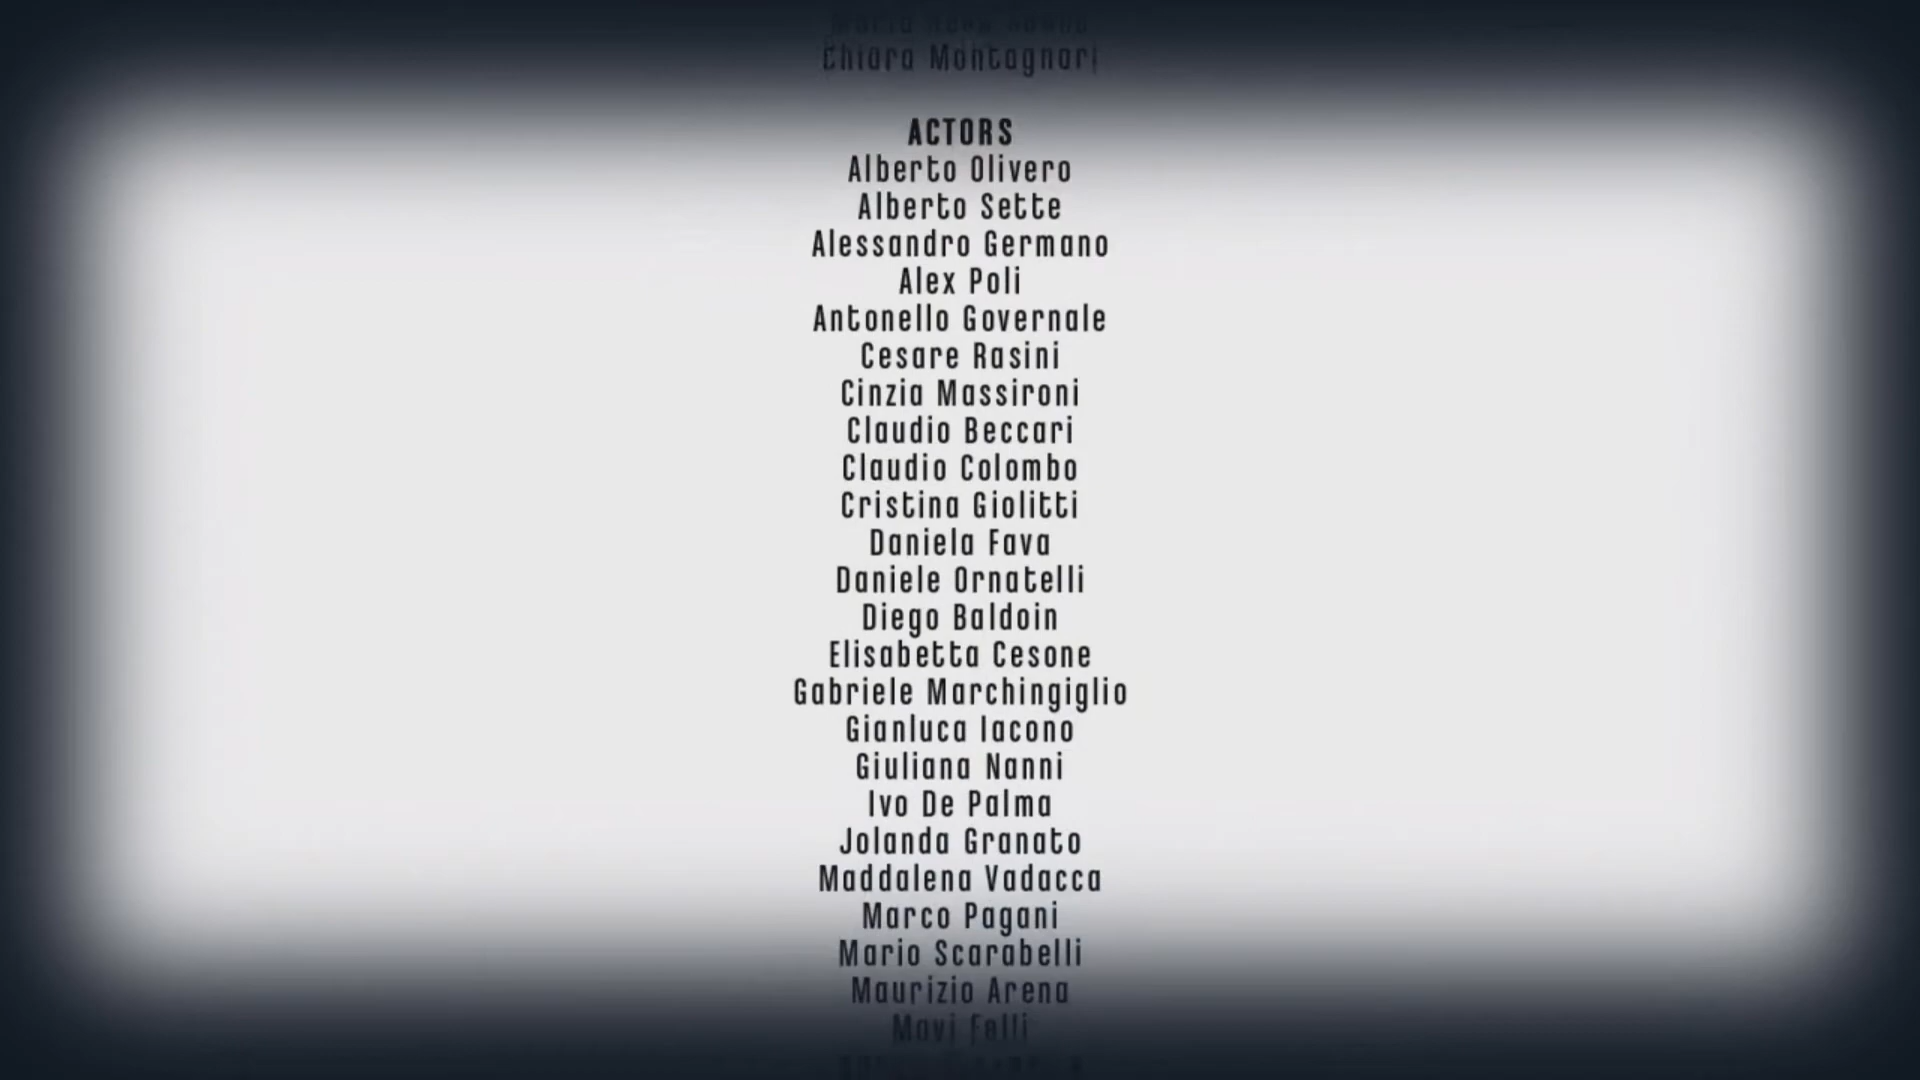 Chiara Montagnari
ACTORS
Alberto Olivero
Alberto Sette
Alessandro Germano
Alex Poli
Antonello Governale
Cesare Rasini
Cinzia Massironi
Claudio Beccari
Claudio Colombo
Cristina Giolitti
Daniela Fava
Daniele Ornatelli
Diego Baldoin
Elisabetta Cesone
Gabriele Marchingiglio
Gianluca Iacono
Giuliana Nanni
Ivo De Palma
Jolanda Granato
Maddalena Vadacca
Marco Pagani
Mario Scarabelli
Maurizio Arena
Mavi Felli